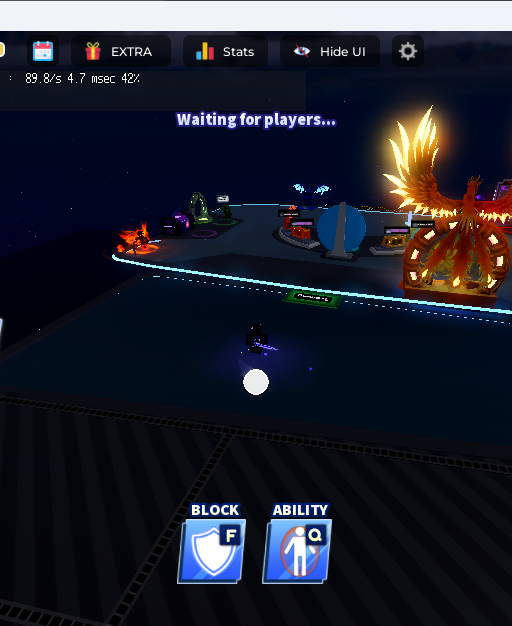 EXTRA
Stats
Hide UI
: 89.8/s 4.7 msec 42%
Waiting for players...
BLOCK
ABILITY
F
Q